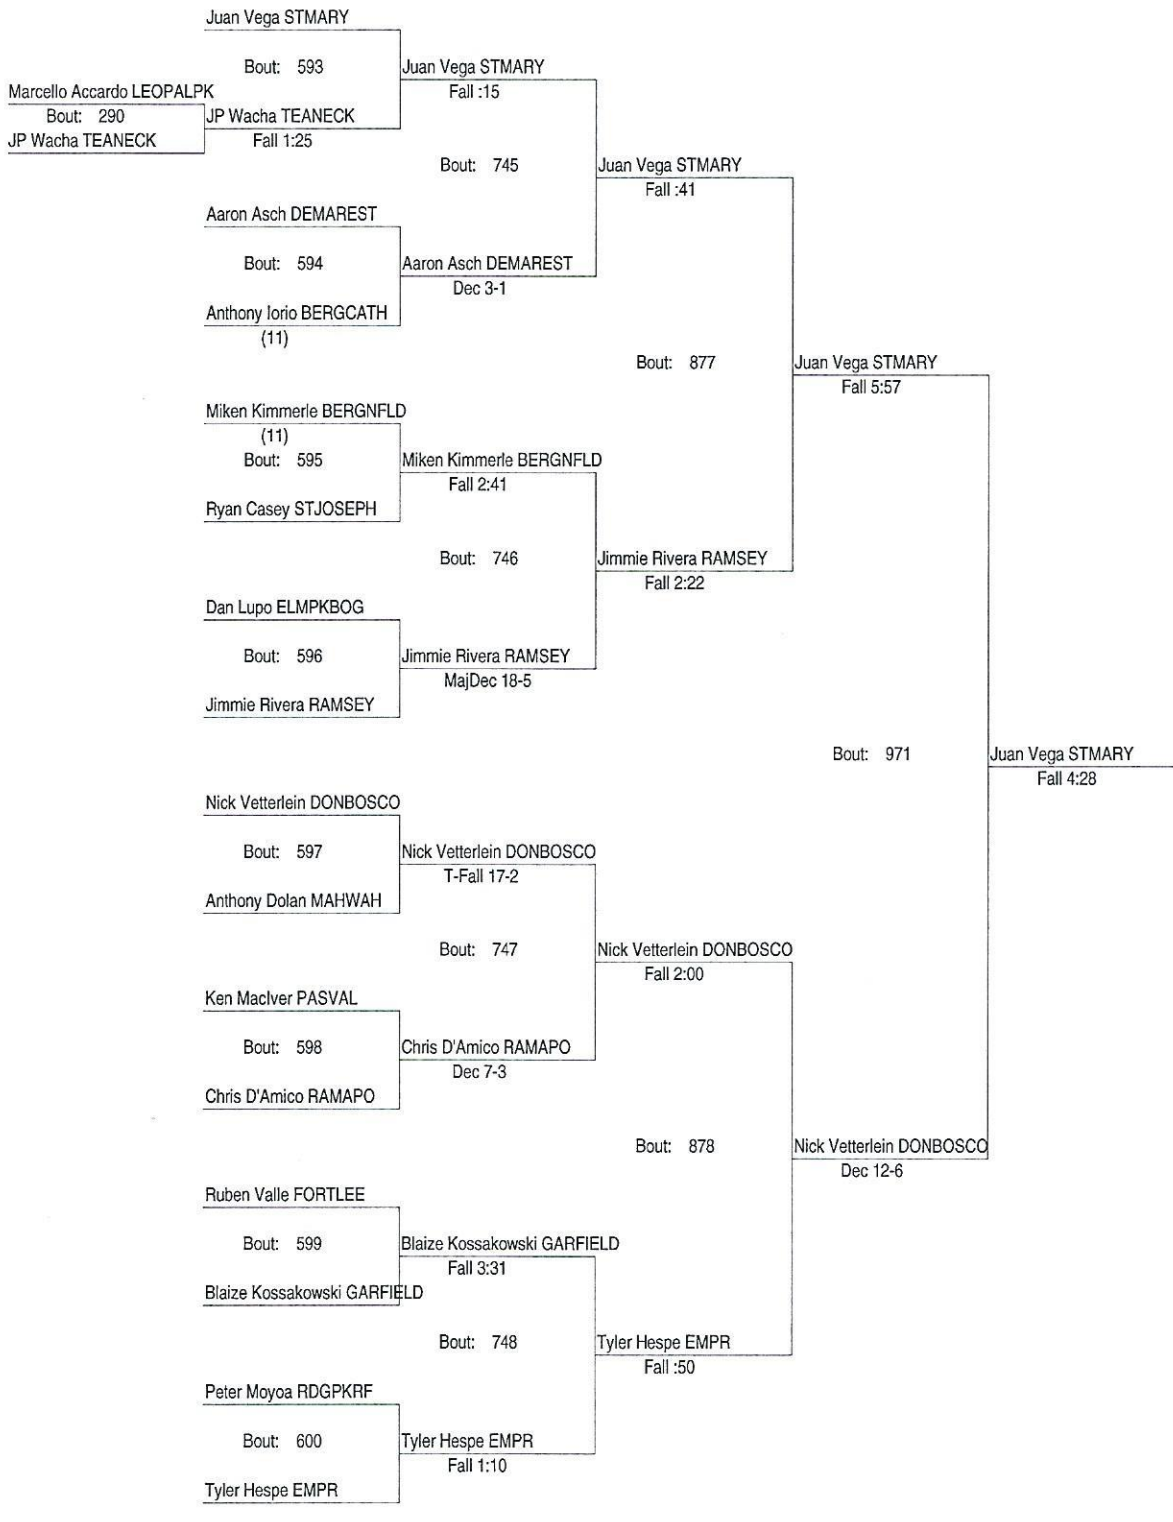 Juan Vega STMARY
Bout: 593
Juan Vega STMARY
Fall :15
Marcello Accardo LEOPALPK
Bout: 290
JP Wacha TEANECK
JP Wacha TEANECK
Fall 1:25
Bout: 745
Juan Vega STMARY
Fall :41
Aaron Asch DEMAREST
Bout: 594
Aaron Asch DEMAREST
Dec 3-1
Anthony Iorio BERGCATH
(11)
Bout: 877
Juan Vega STMARY
Fall 5:57
Miken Kimmerle BERGNFLD
(11)
Bout: 595
Miken Kimmerle BERGNFLD
Fall 2:41
Ryan Casey STJOSEPH
Bout: 746
Jimmie Rivera RAMSEY
Fall 2:22
Dan Lupo ELMPKBOG
Bout: 596
Jimmie Rivera RAMSEY
MajDec 18-5
Jimmie Rivera RAMSEY
Bout: 971
Juan Vega STMARY
Fall 4:28
Nick Vetterlein DONBOSCO
Bout: 597
Nick Vetterlein DONBOSCO
T-Fall 17-2
Anthony Dolan MAHWAH
Bout: 747
Nick Vetterlein DONBOSCO
Fall 2:00
Ken MacIver PASVAL
Bout: 598
Chris D'Amico RAMAPO
Dec 7-3
Chris D'Amico RAMAPO
Bout: 878
Nick Vetterlein DONBOSCO
Dec 12-6
Ruben Valle FORTLEE
Bout: 599
Blaize Kossakowski GARFIELD
Fall 3:31
Blaize Kossakowski GARFIELD
Bout: 748
Tyler Hespe EMPR
Fall :50
Peter Moyoa RDGPKRF
Bout: 600
Tyler Hespe EMPR
Fall 1:10
Tyler Hespe EMPR